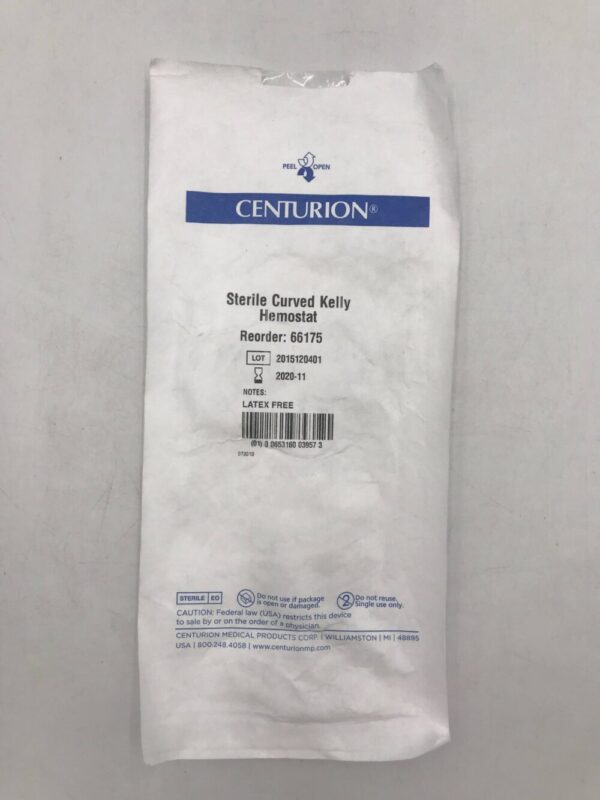 PEEL OPEN
CENTURION®
Sterile Curved Kelly
Hemostat
Reorder: 66175
LOT 2015120401
2020-11
NOTES:
LATEX FREE
(01) 0 0653160 03957 3
072010
STERILE EO
Do not use if package
is open or damaged.
2 Do not reuse.
Single use only.
CAUTION: Federal law (USA) restricts this device
to sale by or on the order of a physician.
CENTURION MEDICAL PRODUCTS CORP. | WILLIAMSTON | MI | 48895
USA | 800.248.4058 | www.centurionmp.com